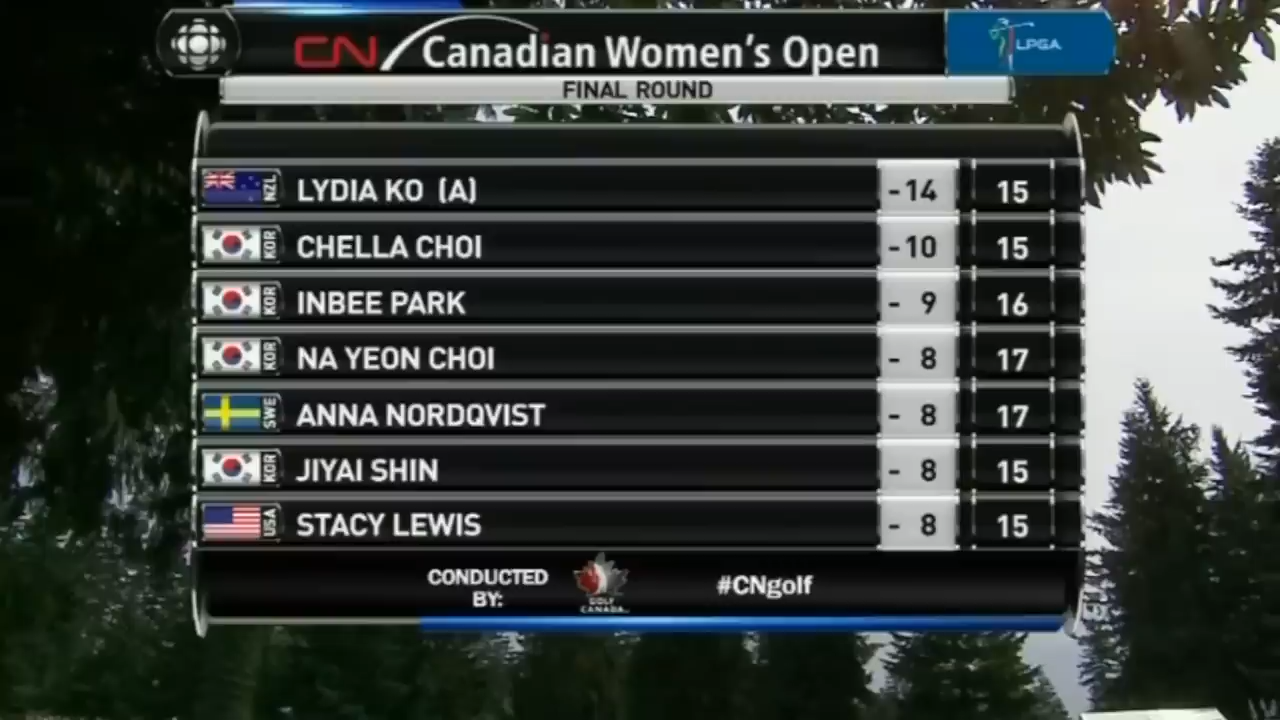 CN Canadian Women's Open LPGA
FINAL ROUND
NZL LYDIA KO (A) -14 15
KOR CHELLA CHOI -10 15
KOR INBEE PARK - 9 16
KOR NA YEON CHOI - 8 17
SWE ANNA NORDQVIST - 8 17
KOR JIYAI SHIN - 8 15
USA STACY LEWIS - 8 15
CONDUCTED
BY:
GOLF
CANADA
#CNgolf